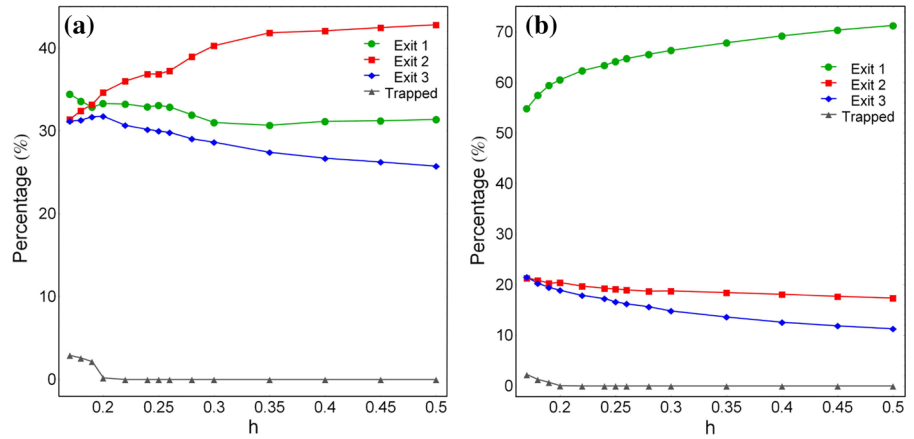 (a)
Exit 1
Exit 2
Exit 3
Trapped
Percentage (%)
40
30
20
10
0
0.2 0.25 0.3 0.35 0.4 0.45 0.5
h
(b)
Exit 1
Exit 2
Exit 3
Trapped
Percentage (%)
70
60
50
40
30
20
10
0
0.2 0.25 0.3 0.35 0.4 0.45 0.5
h